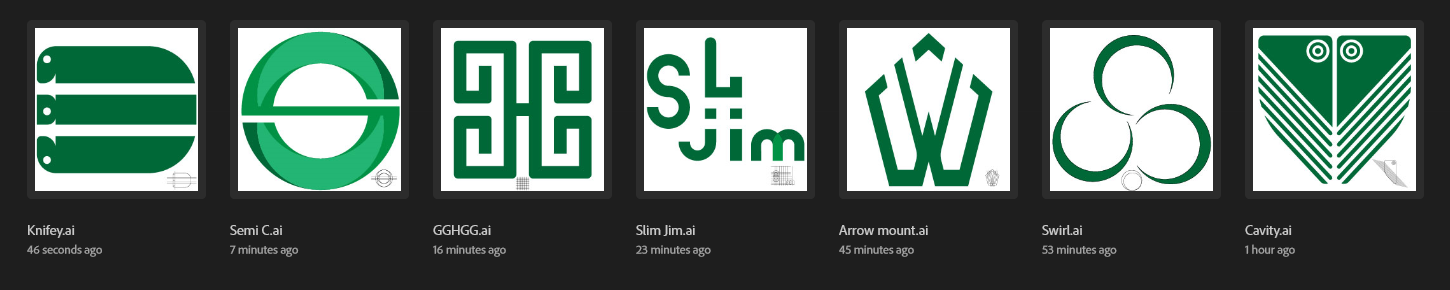 Sl
jim
Knifey.ai
46 seconds ago
Semi C.ai
7 minutes ago
GGHGG.ai
16 minutes ago
Slim Jim.ai
23 minutes ago
Arrow mount.ai
45 minutes ago
Swirl.ai
53 minutes ago
Cavity.ai
1 hour ago